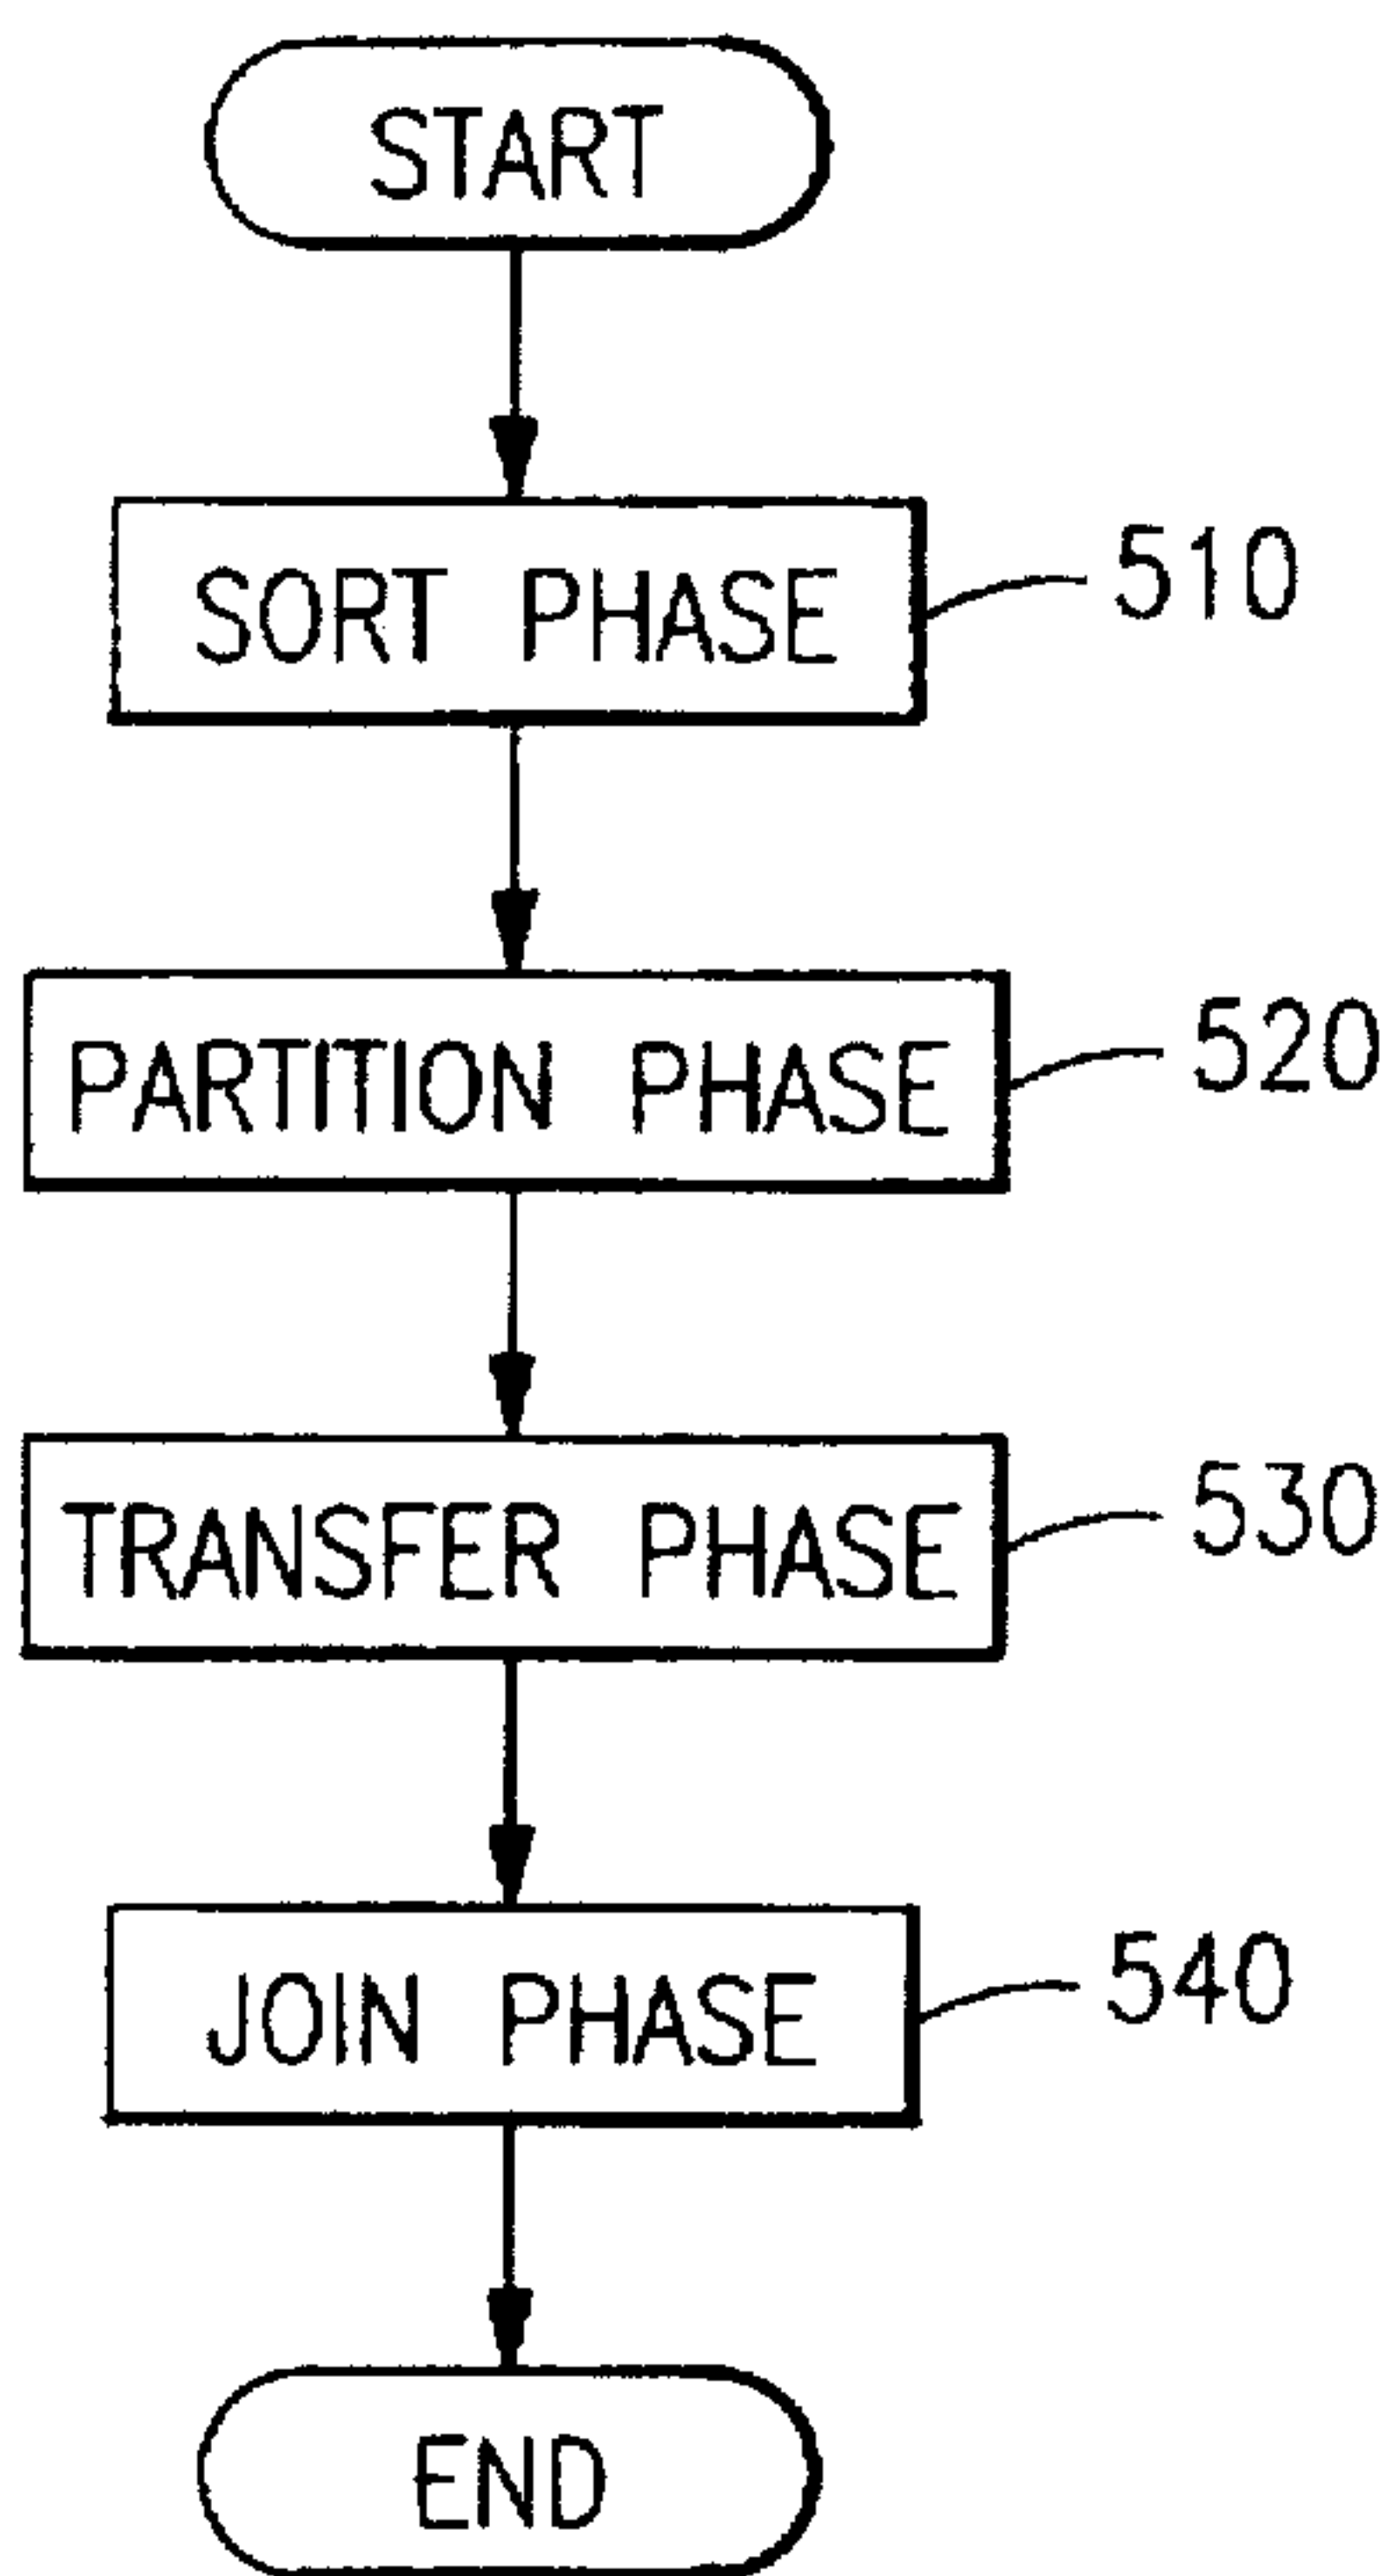 START
SORT PHASE
510
PARTITION PHASE
520
TRANSFER PHASE
530
JOIN PHASE
540
END